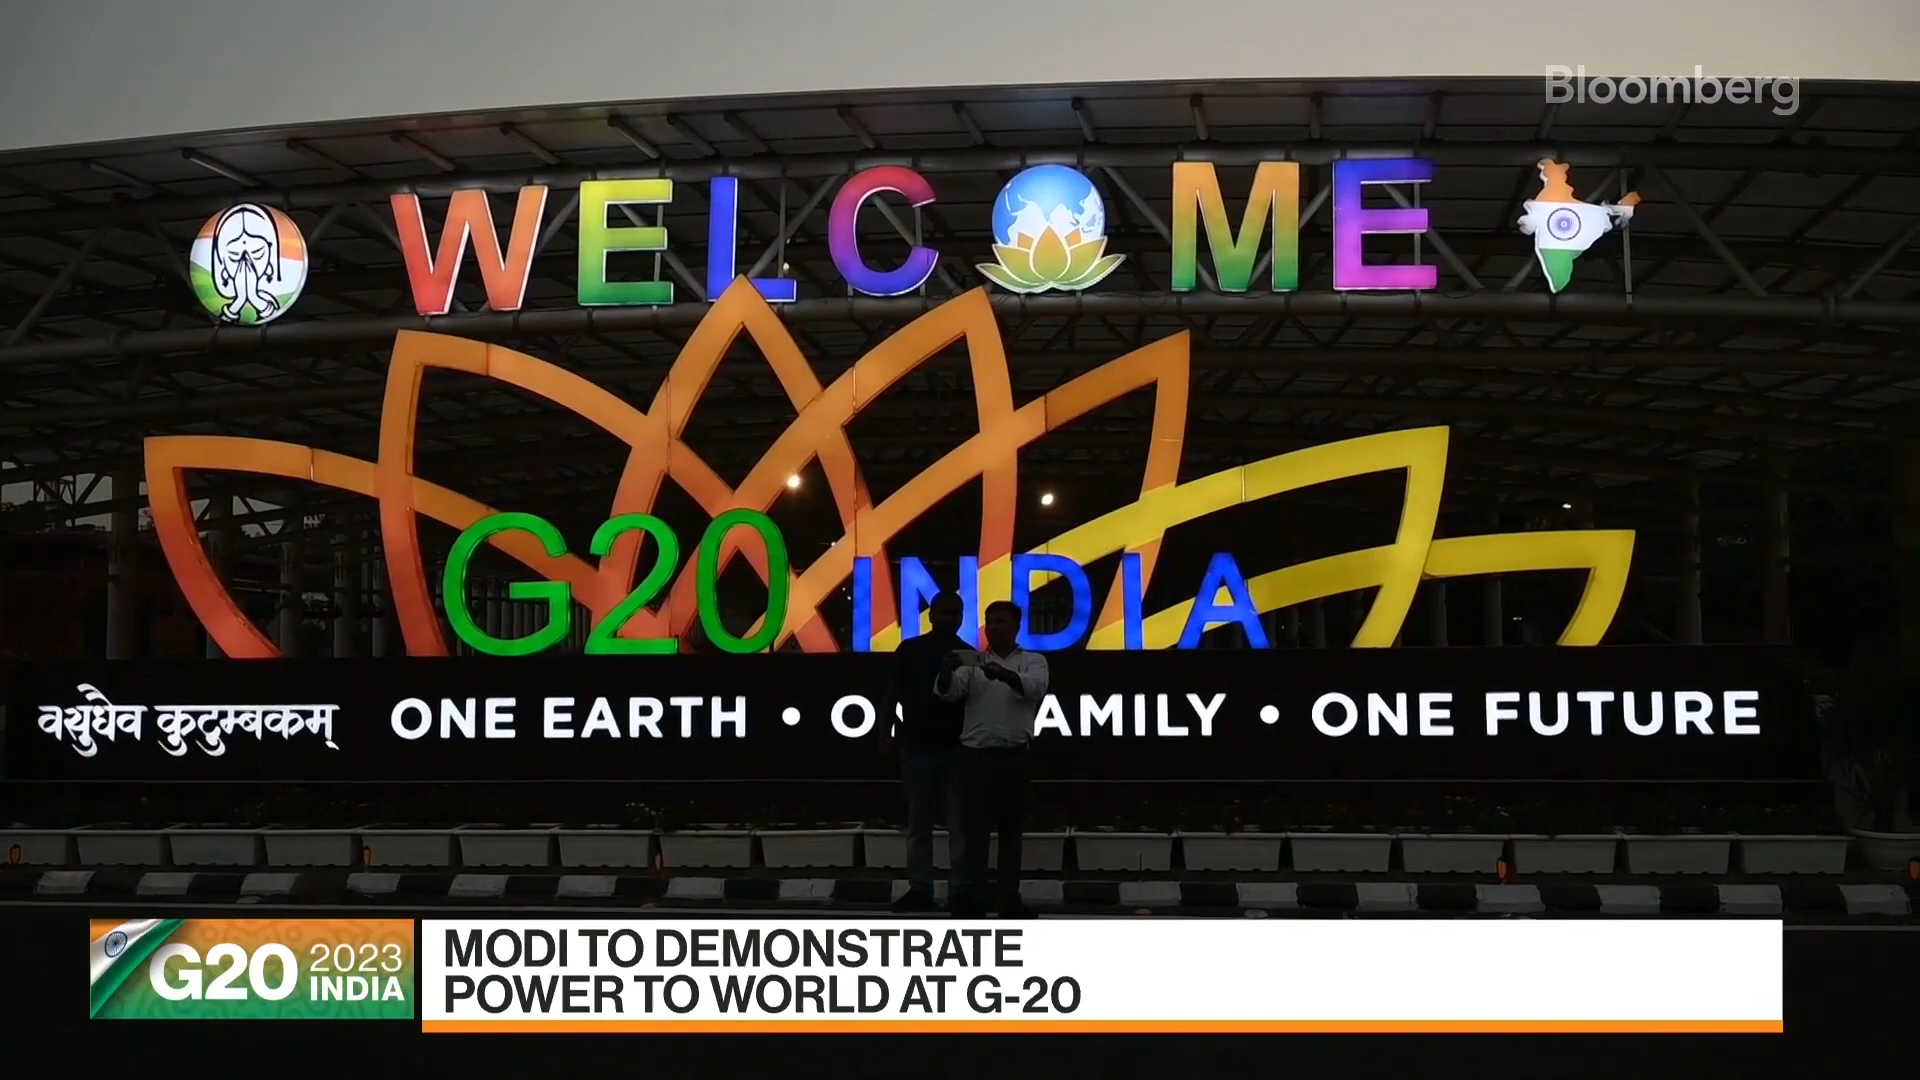 Bloomberg
WELCOME
G20 INDIA
वसुधैव कुटुम्बकम् ONE EARTH • O AMILY • ONE FUTURE
G20 2023 INDIA
MODI TO DEMONSTRATE
POWER TO WORLD AT G-20